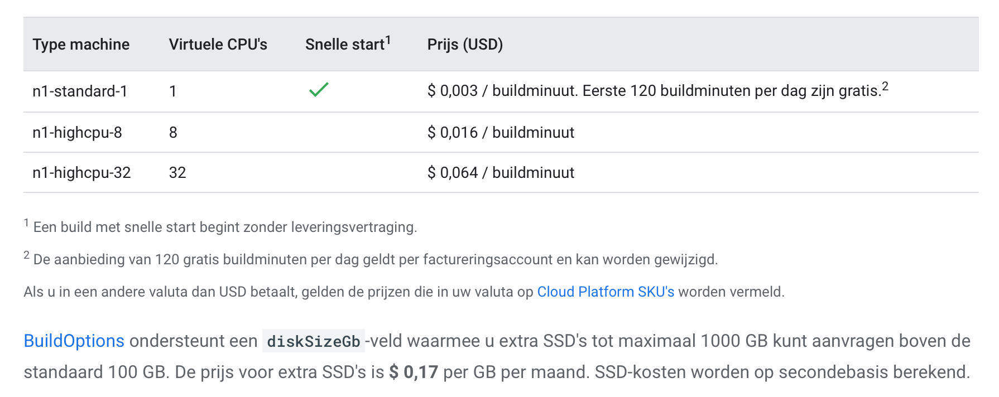 Type machine Virtuele CPU's Snelle start¹ Prijs (USD)
n1-standard-1 1 ✓ $ 0,003 / buildminuut. Eerste 120 buildminuten per dag zijn gratis.²
n1-highcpu-8 8 $ 0,016 / buildminuut
n1-highcpu-32 32 $ 0,064 / buildminuut
¹ Een build met snelle start begint zonder leveringsvertraging.
² De aanbieding van 120 gratis buildminuten per dag geldt per factureringsaccount en kan worden gewijzigd.
Als u in een andere valuta dan USD betaalt, gelden de prijzen die in uw valuta op Cloud Platform SKU's worden vermeld.
BuildOptions ondersteunt een diskSizeGb-veld waarmee u extra SSD's tot maximaal 1000 GB kunt aanvragen boven de
standaard 100 GB. De prijs voor extra SSD's is $ 0,17 per GB per maand. SSD-kosten worden op secondebasis berekend.